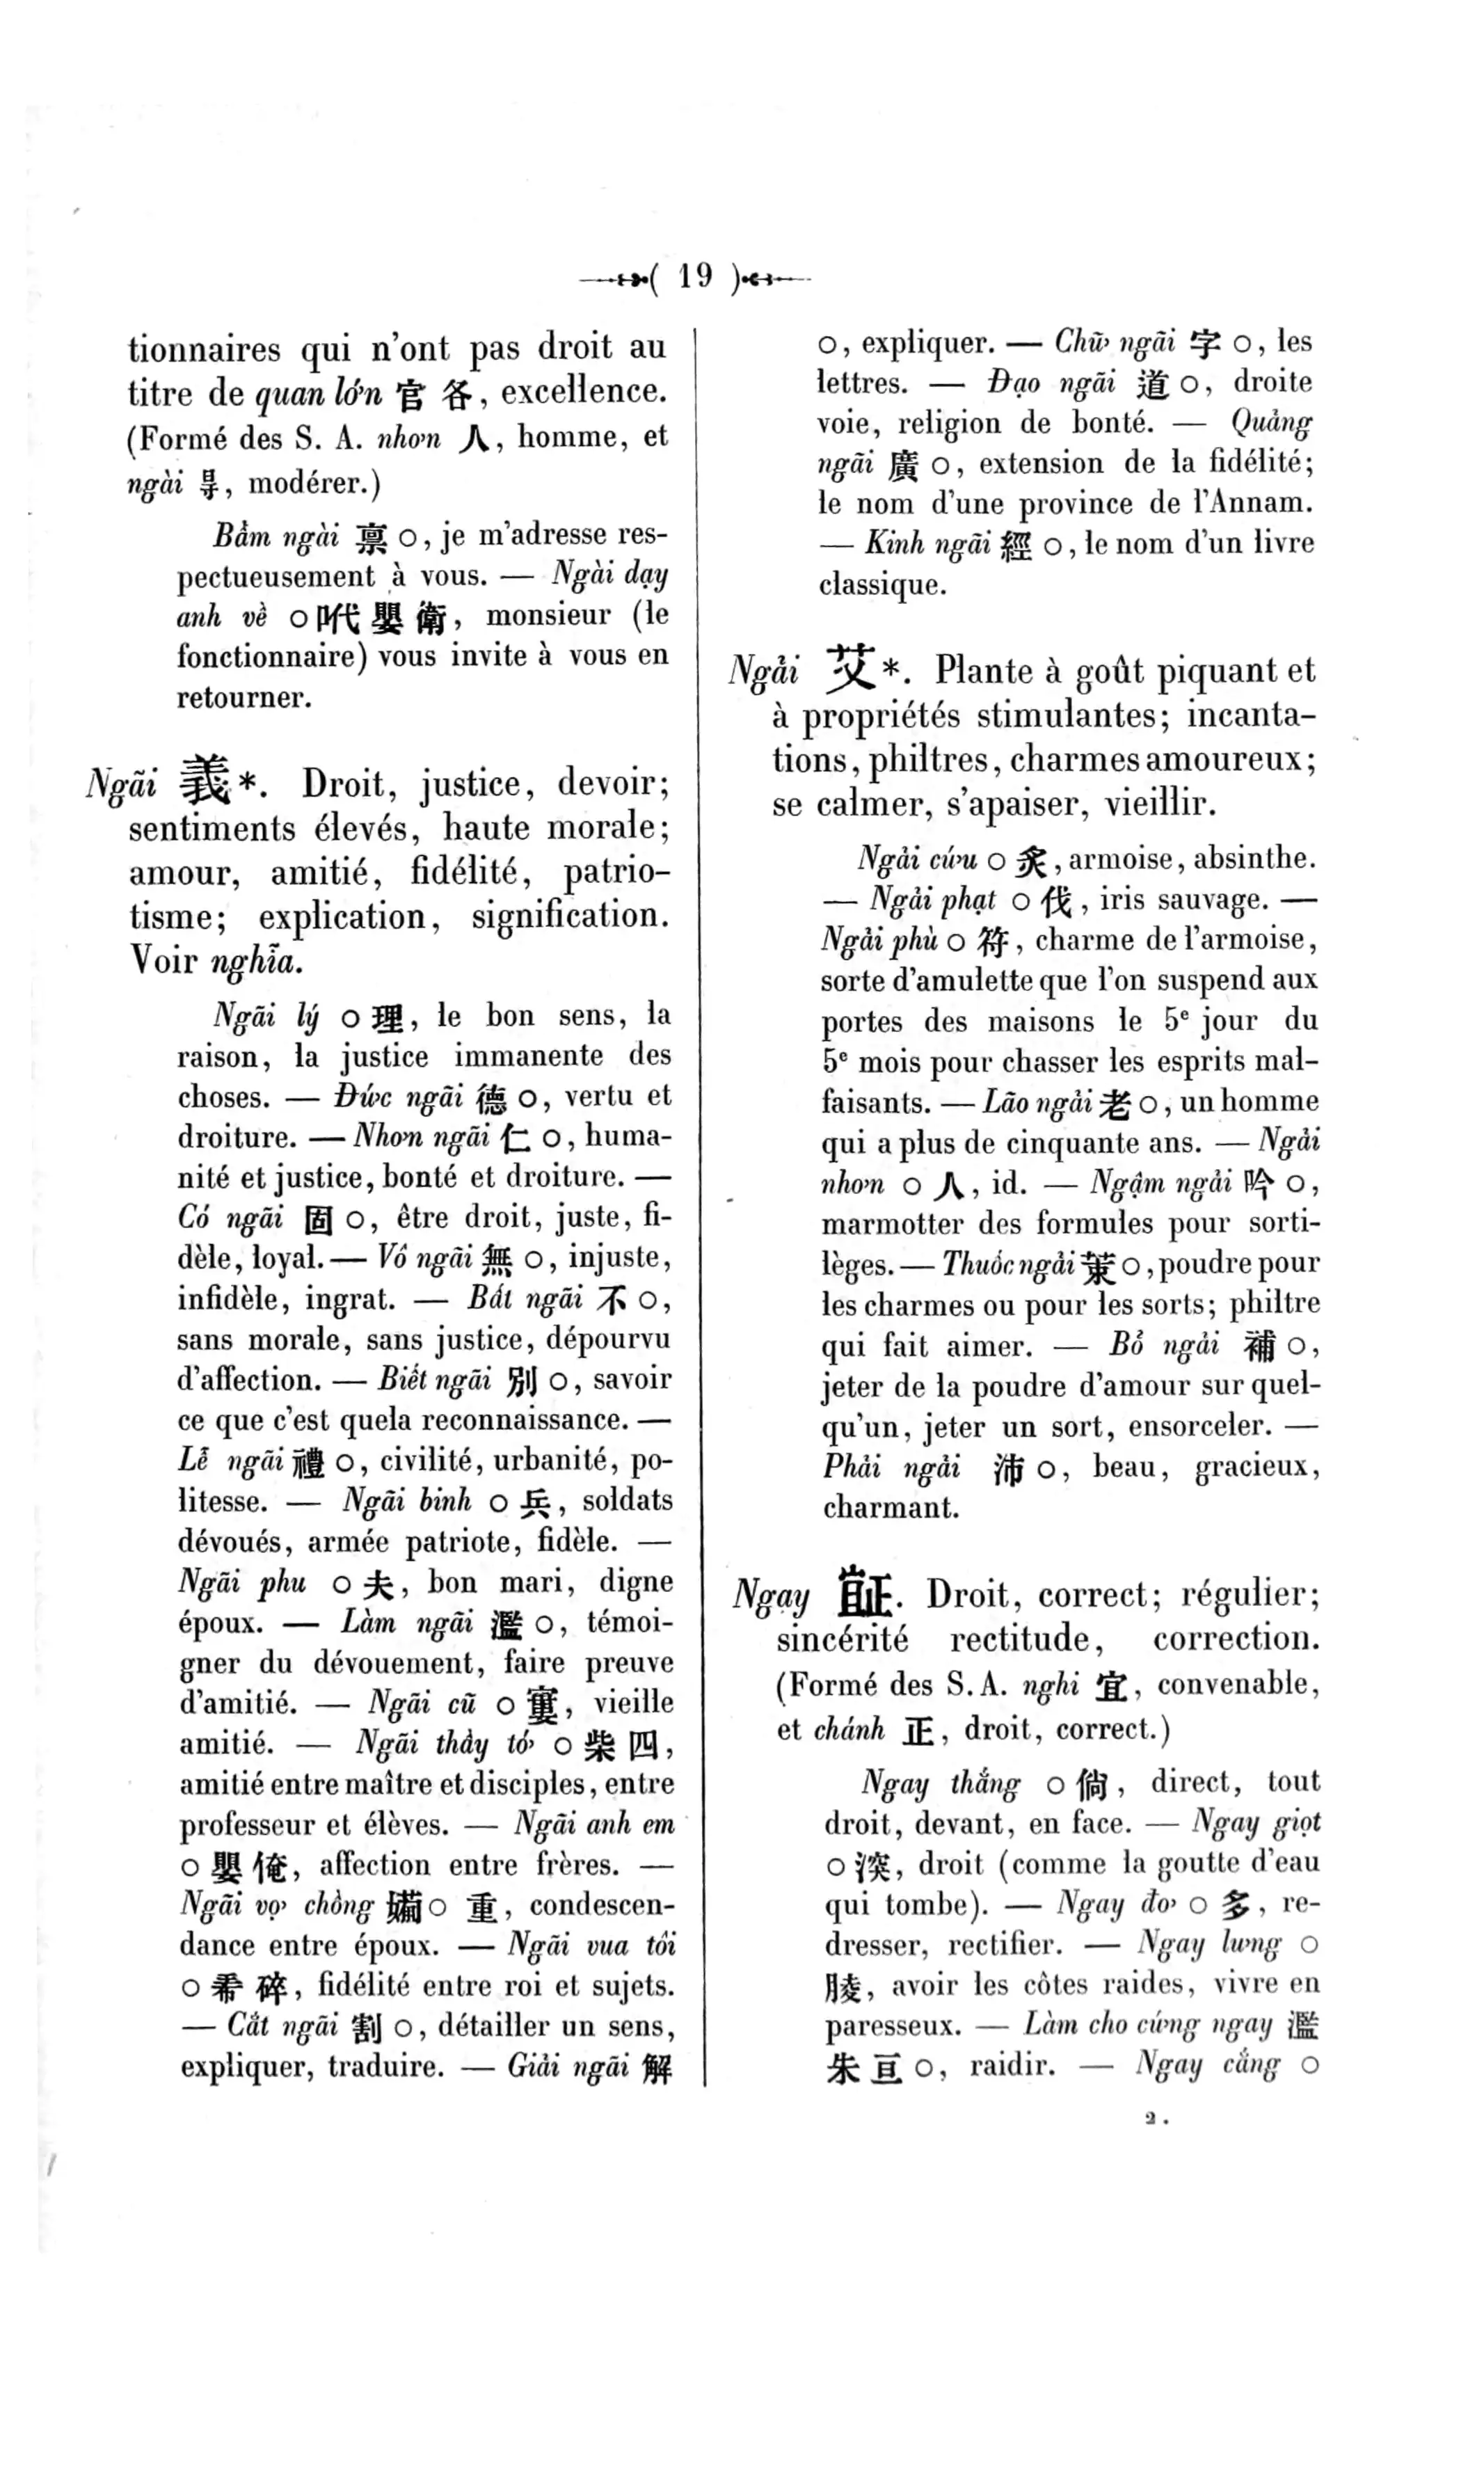 ( 19 )
tionnaires qui n'ont pas droit au
titre de quan lớn 官 各, excellence.
(Formé des S. A. nhơn 人, homme, et
ngài, modérer.)
Bẩm ngài 禀 ○, je m'adresse res-
pectueusement à vous. — Ngài dạy
anh về ○ 𠰺 嬰 衛, monsieur (le
fonctionnaire) vous invite à vous en
retourner.
Ngãi 義*. Droit, justice, devoir;
sentiments élevés, haute morale;
amour, amitié, fidélité, patrio-
tisme; explication, signification.
Voir nghĩa.
Ngãi lý ○ 理, le bon sens, la
raison, la justice immanente des
choses. — Đức ngãi 德 ○, vertu et
droiture. — Nhơn ngãi 仁 ○, huma-
nité et justice, bonté et droiture. —
Có ngãi 固 ○, être droit, juste, fi-
dèle, loyal. — Vô ngãi 無 ○, injuste,
infidèle, ingrat. — Bất ngãi 不 ○,
sans morale, sans justice, dépourvu
d'affection. — Biết ngãi 別 ○, savoir
ce que c'est quela reconnaissance. —
Lễ ngãi 禮 ○, civilité, urbanité, po-
litesse. — Ngãi binh ○ 兵, soldats
dévoués, armée patriote, fidèle. —
Ngãi phu ○ 夫, bon mari, digne
époux. — Làm ngãi 濫 ○, témoi-
gner du dévouement, faire preuve
d'amitié. — Ngãi cũ ○ 窶, vieille
amitié. — Ngãi thầy tớ ○ 柴 四,
amitié entre maître et disciples, entre
professeur et élèves. — Ngãi anh em
○ 嬰 俺, affection entre frères. —
Ngãi vợ chồng ○ 重, condescen-
dance entre époux. — Ngãi vua tôi
○ 希 碎, fidélité entre roi et sujets.
— Cắt ngãi 割 ○, détailler un sens,
expliquer, traduire. — Giải ngãi 解
○, expliquer. — Chữ ngãi 字 ○, les
lettres. — Đạo ngãi 道 ○, droite
voie, religion de bonté. — Quảng
ngãi 廣 ○, extension de la fidélité;
le nom d'une province de l'Annam.
— Kinh ngãi 經 ○, le nom d'un livre
classique.
Ngải 艾*. Plante à goût piquant et
à propriétés stimulantes; incanta-
tions, philtres, charmes amoureux;
se calmer, s'apaiser, vieillir.
Ngải cứu ○ 灸, armoise, absinthe.
— Ngải phạt ○ 伐, iris sauvage. —
Ngải phù ○ 符, charme de l'armoise,
sorte d'amulette que l'on suspend aux
portes des maisons le 5e jour du
5e mois pour chasser les esprits mal-
faisants. — Lão ngải 老 ○, un homme
qui a plus de cinquante ans. — Ngải
nhơn ○ 人, id. — Ngậm ngải 吟 ○,
marmotter des formules pour sorti-
lèges. — Thuốc ngải ○, poudre pour
les charmes ou pour les sorts; philtre
qui fait aimer. — Bổ ngải 補 ○,
jeter de la poudre d'amour sur quel-
qu'un, jeter un sort, ensorceler. —
Phải ngải 沛 ○, beau, gracieux,
charmant.
Ngay. Droit, correct; régulier;
sincérité rectitude, correction.
(Formé des S. A. nghi 宜, convenable,
et chánh 正, droit, correct.)
Ngay thẳng ○ 倘, direct, tout
droit, devant, en face. — Ngay giọt
○ 湥, droit (comme la goutte d'eau
qui tombe). — Ngay đơ ○ 多, re-
dresser, rectifier. — Ngay lưng ○
, avoir les côtes raides, vivre en
paresseux. — Làm cho cứng ngay 濫
朱 亘 ○, raidir. — Ngay cẳng ○
2.